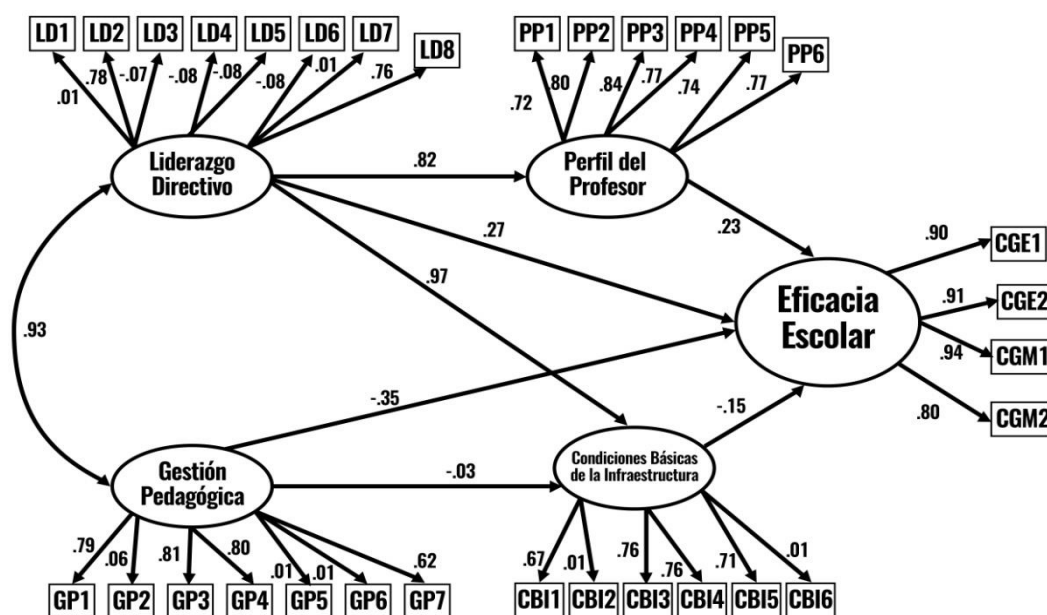 LD1 LD2 LD3 LD4 LD5 LD6 LD7 LD8
.01 .78 -.07 -.08 -.08 -.08 .01 .76
PP1 PP2 PP3 PP4 PP5 PP6
.72 .80 .84 .77 .74 .77
Liderazgo
Directivo
.82
Perfil del
Profesor
.27
.23
.97
.93
Eficacia
Escolar
.90 CGE1
.91 CGE2
.94 CGM1
.80 CGM2
-.35
-.15
Gestión
Pedagógica
-.03
Condiciones Básicas
de la Infraestructura
.79 .06 .81 .80 .01 .01 .62
GP1 GP2 GP3 GP4 GP5 GP6 GP7
.67 .01 .76 .76 .71 .01
CBI1 CBI2 CBI3 CBI4 CBI5 CBI6